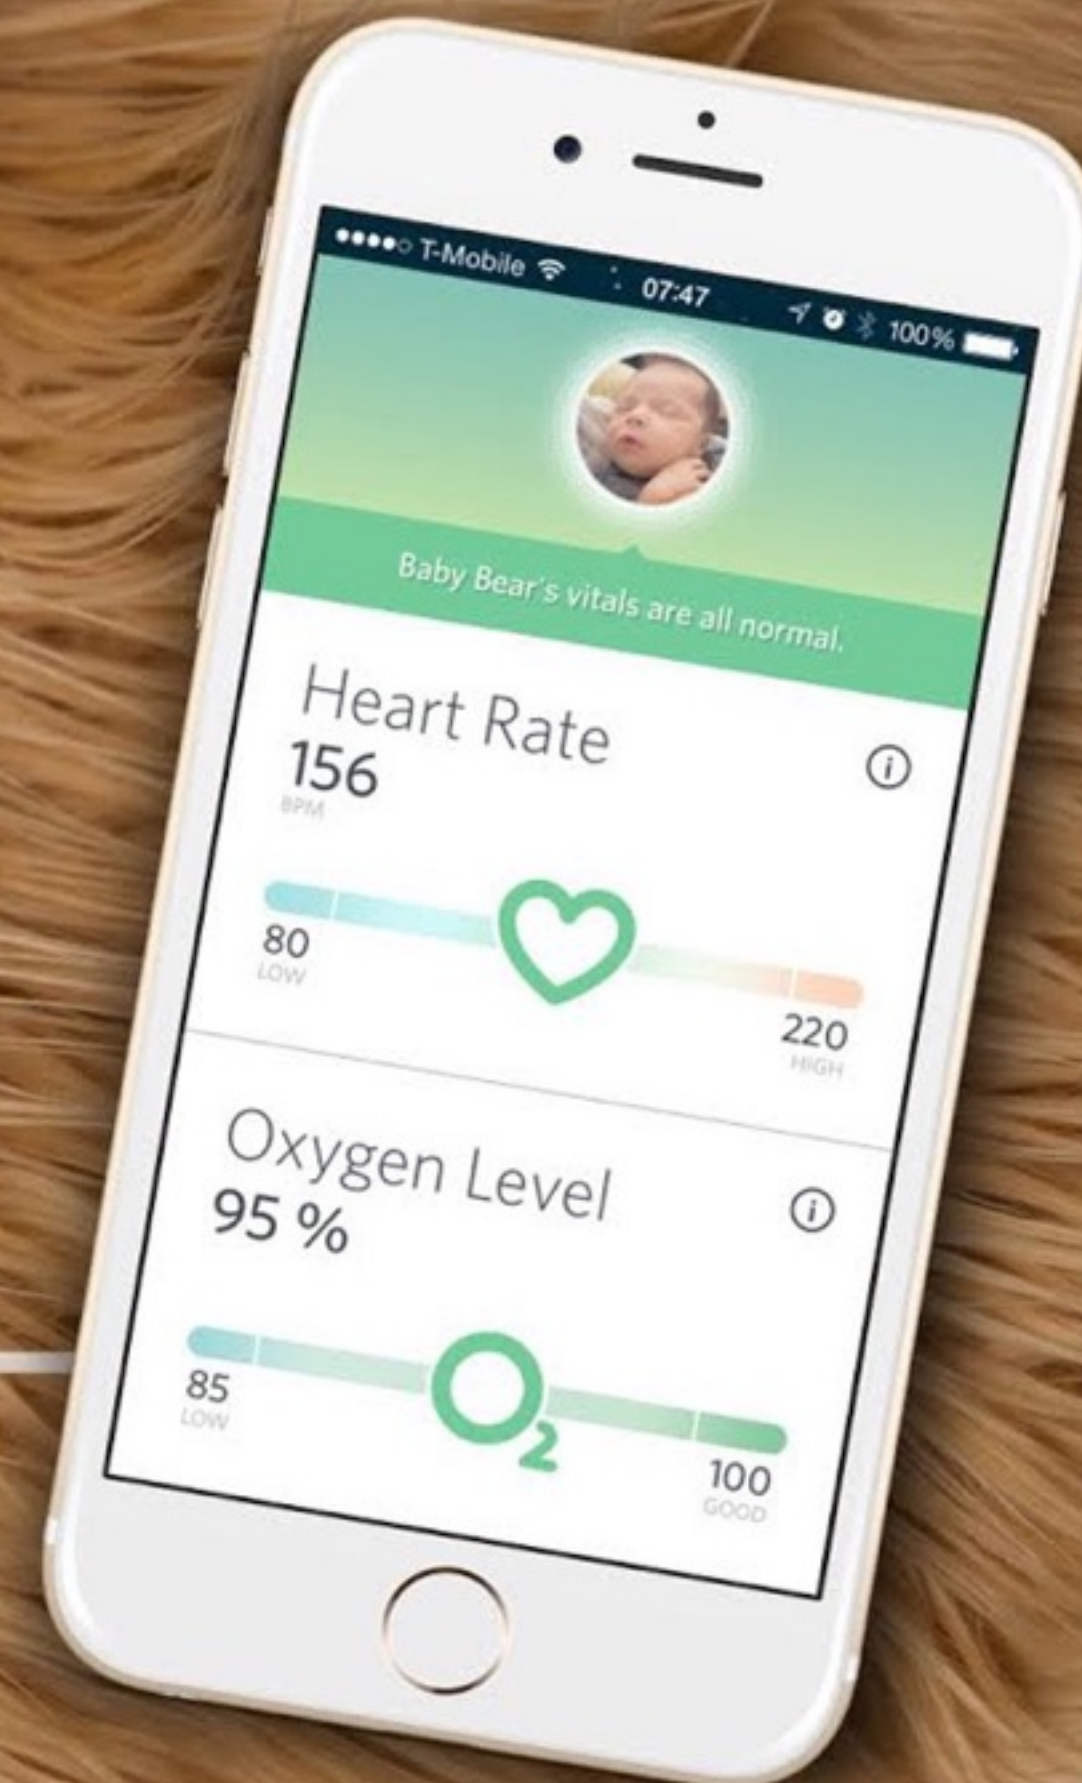 T-Mobile 07:47 100%
Baby Bear's vitals are all normal.
Heart Rate
156
BPM
80
LOW
220
HIGH
Oxygen Level
95 %
O2
85
LOW
100
GOOD